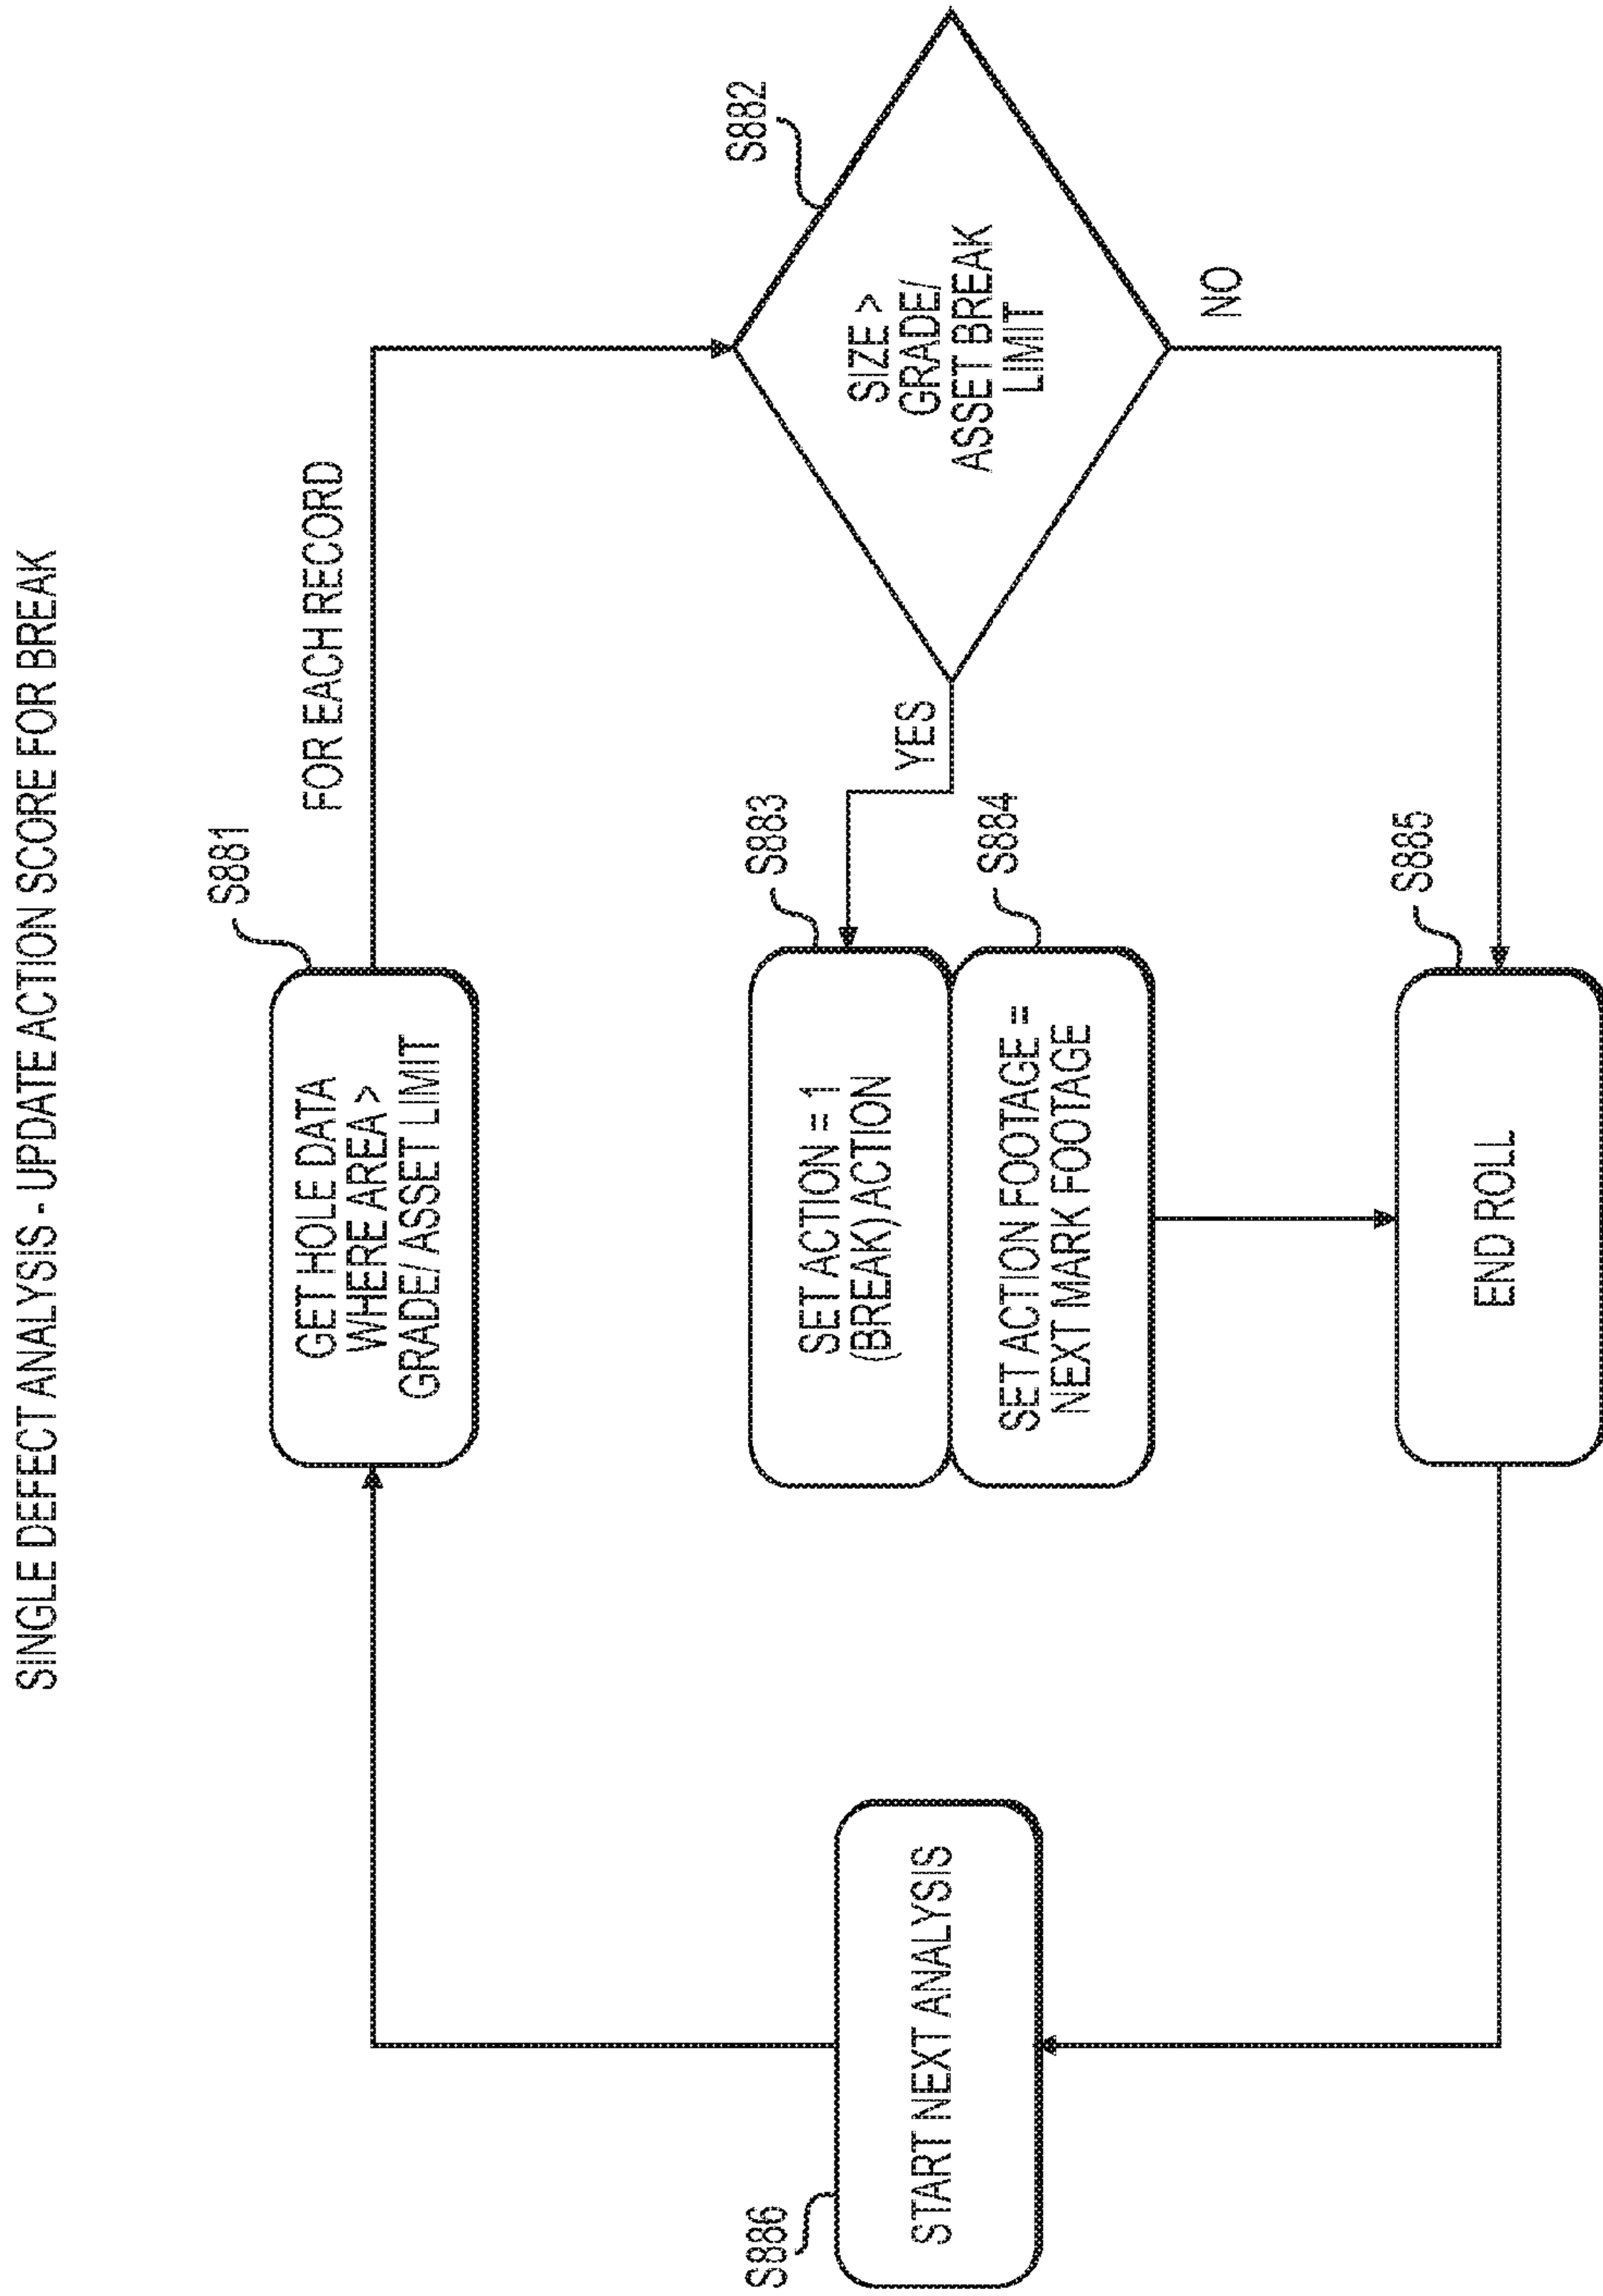 SINGLE DEFECT ANALYSIS - UPDATE ACTION SCORE FOR BREAK
S881
GET HOLE DATA
WHERE AREA >
GRADE/ASSET LIMIT
FOR EACH RECORD
S882
SIZE >
GRADE/
ASSET BREAK
LIMIT
YES
NO
S883
SET ACTION = 1
(BREAK) ACTION
S884
SET ACTION FOOTAGE =
NEXT MARK FOOTAGE
S885
END ROLL
S886
START NEXT ANALYSIS